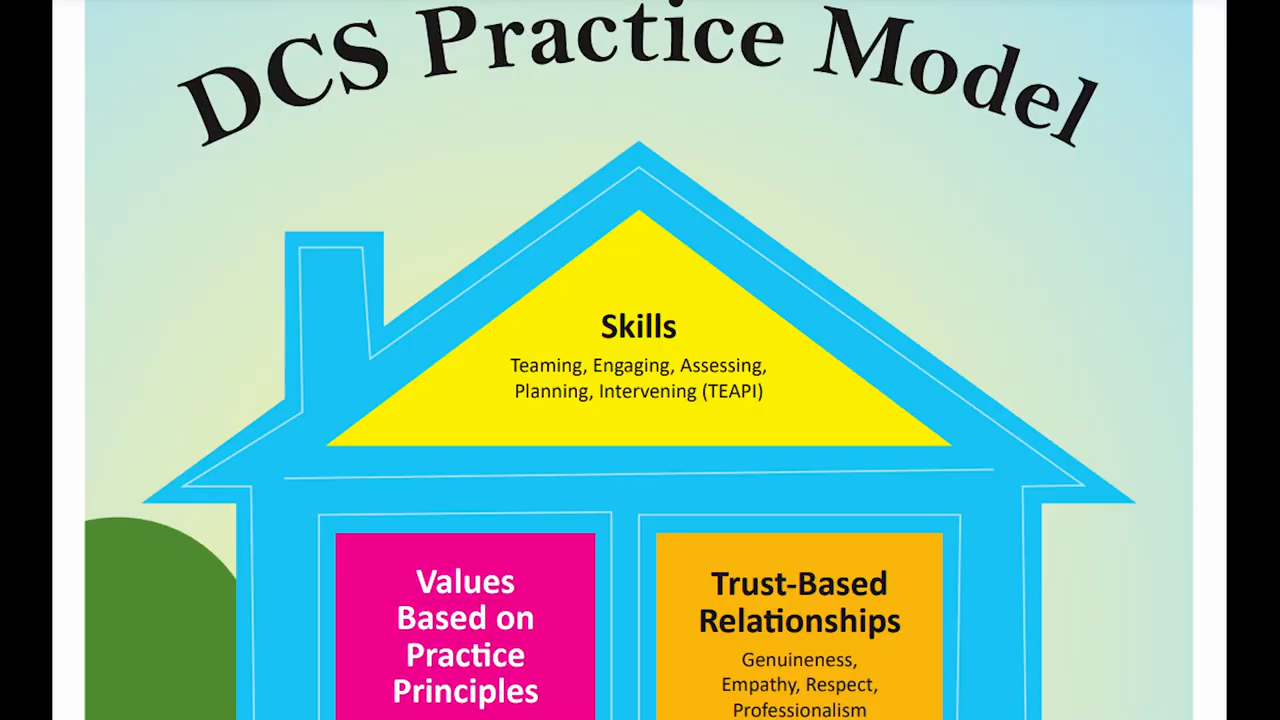 DCS Practice Model
Skills
Teaming, Engaging, Assessing,
Planning, Intervening (TEAPI)
Values
Based on
Practice
Principles
Trust-Based
Relationships
Genuineness,
Empathy, Respect,
Professionalism